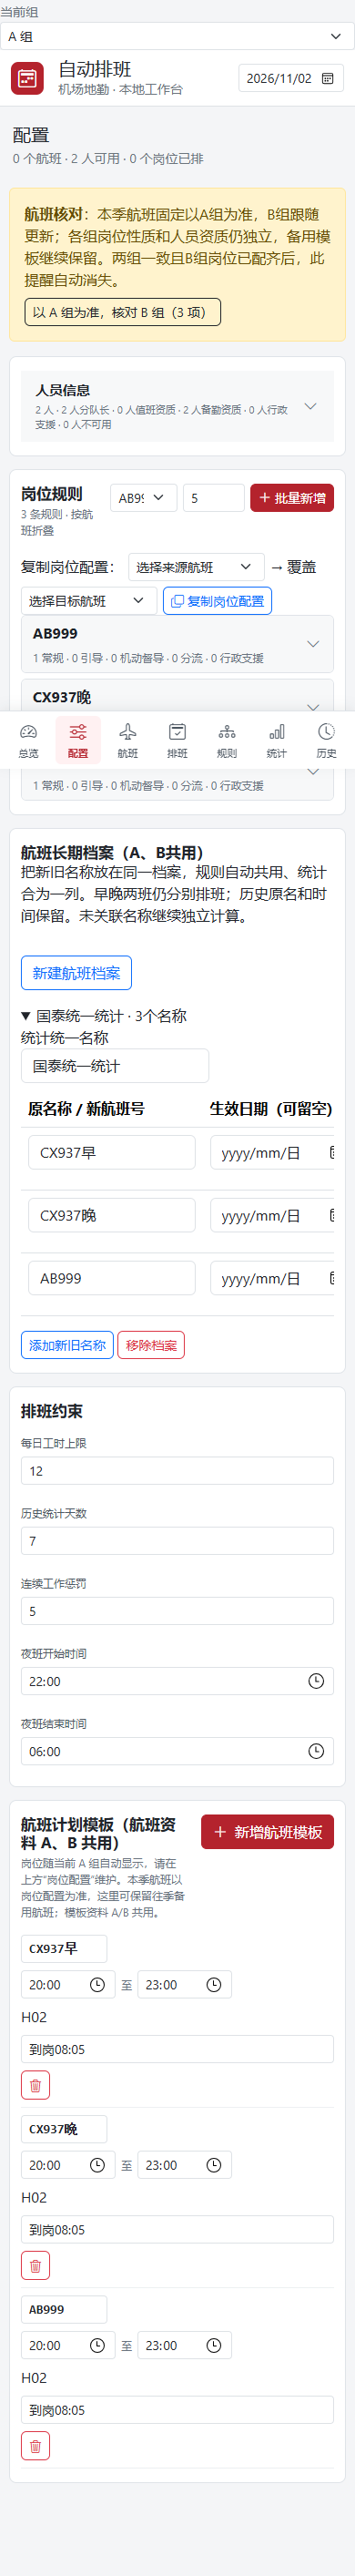 当前组
A 组
自动排班
机场地勤 · 本地工作台
2026/11/02
配置
0 个航班 · 2 人可用 · 0 个岗位已排
航班核对：本季航班固定以A组为准，B组跟随
更新；各组岗位性质和人员资质仍独立，备用模
板继续保留。两组一致且B组岗位已配齐后，此
提醒自动消失。
以 A 组为准，核对 B 组（3 项）
人员信息
2 人 · 2 人分队长 · 0 人值班资质 · 2 人备勤资质 · 0 人行政
支援 · 0 人不可用
岗位规则
3 条规则 · 按航
班折叠
AB99
5
批量新增
复制岗位配置：
选择来源航班
→ 覆盖
选择目标航班
复制岗位配置
AB999
1 常规 · 0 引导 · 0 机动督导 · 0 分流 · 0 行政支援
CX937晚
总览
配置
航班
排班
规则
统计
历史
1 常规 · 0 引导 · 0 机动督导 · 0 分流 · 0 行政支援
航班长期档案（A、B共用）
把新旧名称放在同一档案，规则自动共用、统计
合为一列。早晚两班仍分别排班；历史原名和时
间保留。未关联名称继续独立计算。
新建航班档案
▼ 国泰统一统计 · 3个名称
统计统一名称
国泰统一统计
原名称 / 新航班号
生效日期（可留空）
CX937早
yyyy/mm/日
CX937晚
yyyy/mm/日
AB999
yyyy/mm/日
添加新旧名称
移除档案
排班约束
每日工时上限
12
历史统计天数
7
连续工作惩罚
5
夜班开始时间
22:00
夜班结束时间
06:00
航班计划模板（航班资
料 A、B 共用）
新增航班模板
岗位随当前 A 组自动显示，请在
上方“岗位配置”维护。本季航班以
岗位配置为准，这里可保留往季备
用航班；模板资料 A/B 共用。
CX937早
20:00 至 23:00
H02
到岗08:05
CX937晚
20:00 至 23:00
H02
到岗08:05
AB999
20:00 至 23:00
H02
到岗08:05